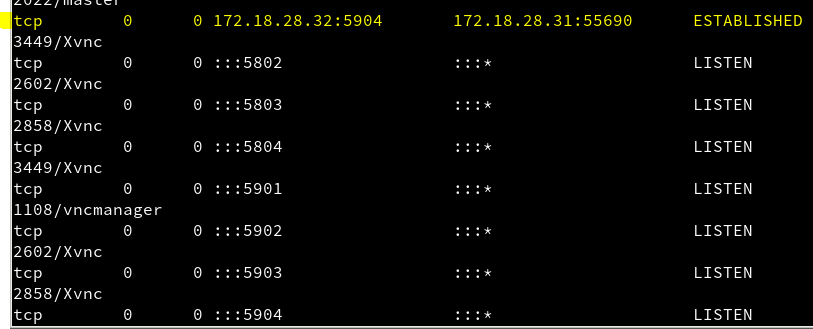 2022/master
tcp 0 0 172.18.28.32:5904 172.18.28.31:55690 ESTABLISHED
3449/Xvnc
tcp 0 0 :::5802 :::* LISTEN
2602/Xvnc
tcp 0 0 :::5803 :::* LISTEN
2858/Xvnc
tcp 0 0 :::5804 :::* LISTEN
3449/Xvnc
tcp 0 0 :::5901 :::* LISTEN
1108/vncmanager
tcp 0 0 :::5902 :::* LISTEN
2602/Xvnc
tcp 0 0 :::5903 :::* LISTEN
2858/Xvnc
tcp 0 0 :::5904 :::* LISTEN